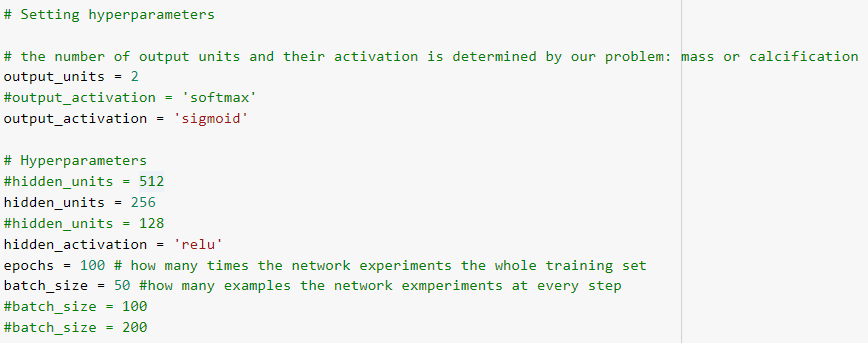 # Setting hyperparameters
# the number of output units and their activation is determined by our problem: mass or calcification
output_units = 2
#output_activation = 'softmax'
output_activation = 'sigmoid'
# Hyperparameters
#hidden_units = 512
hidden_units = 256
#hidden_units = 128
hidden_activation = 'relu'
epochs = 100 # how many times the network experiments the whole training set
batch_size = 50 #how many examples the network exmperiments at every step
#batch_size = 100
#batch_size = 200